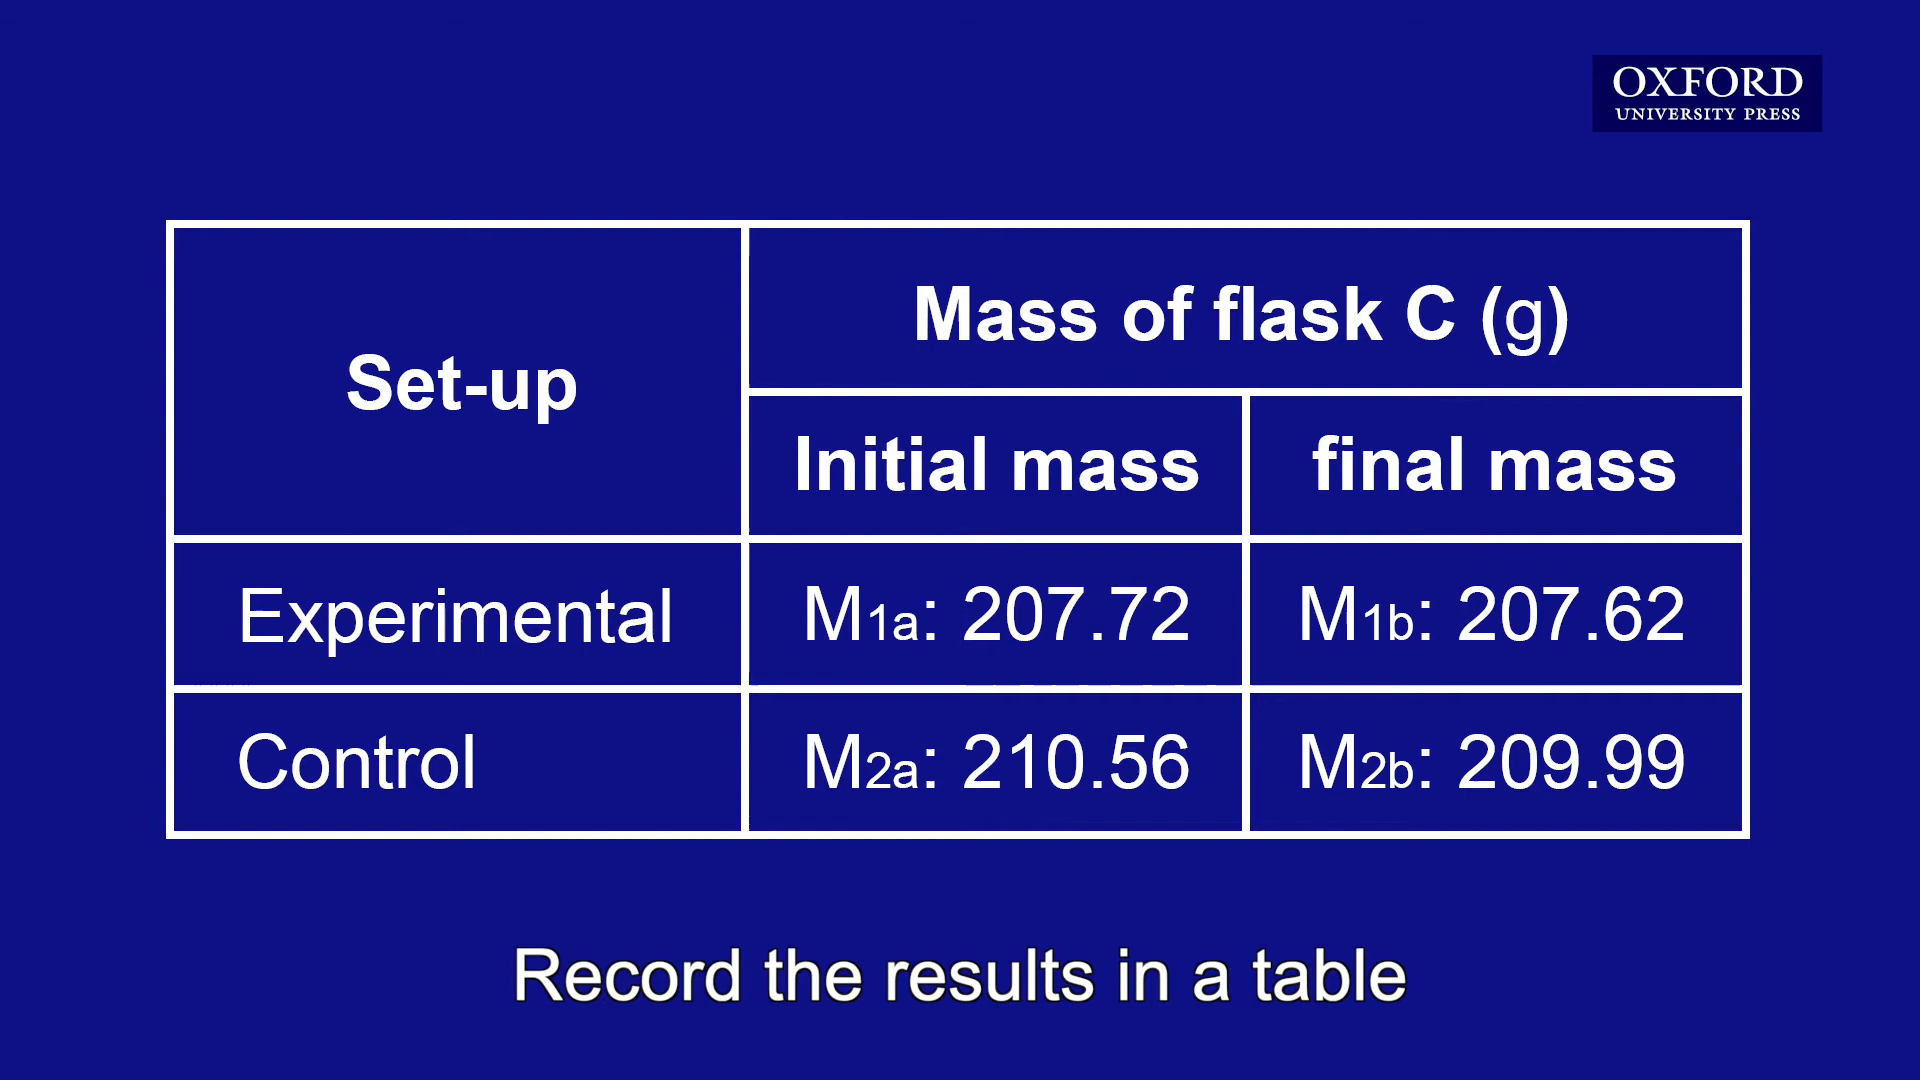 OXFORD
UNIVERSITY PRESS
Set-up
Mass of flask C (g)
Initial mass
final mass
Experimental
M1a: 207.72
M1b: 207.62
Control
M2a: 210.56
M2b: 209.99
Record the results in a table